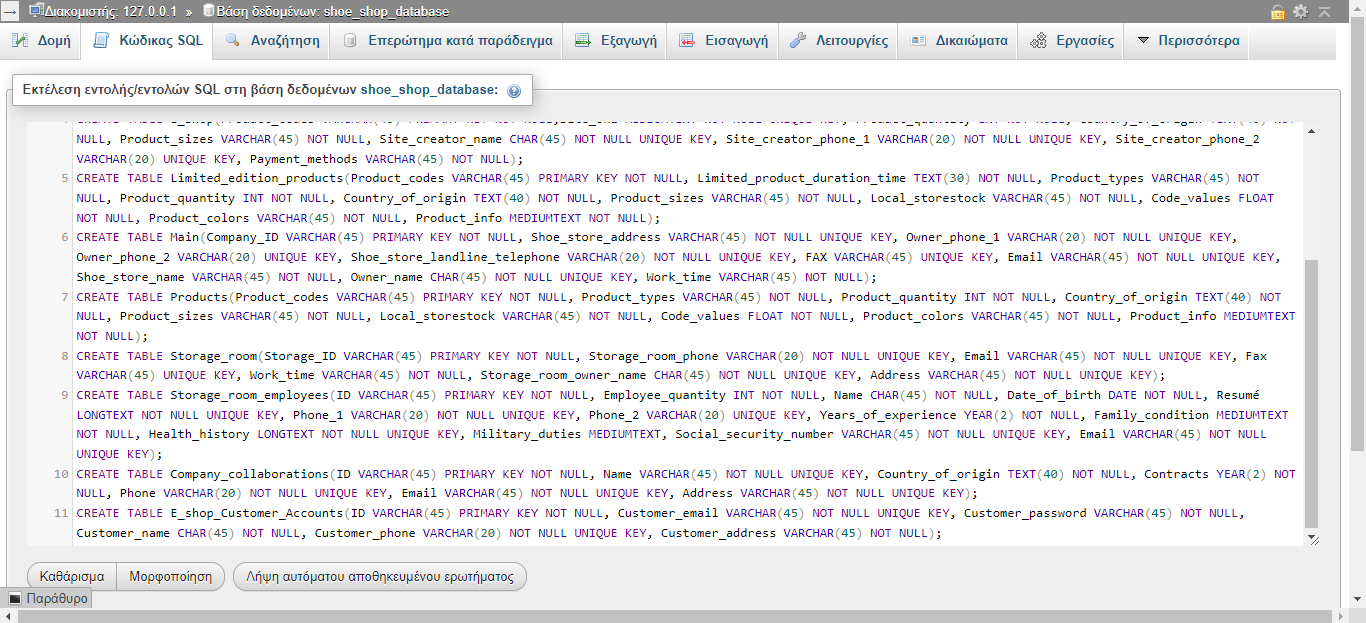 Διακομιστής: 127.0.0.1 » Βάση δεδομένων: shoe_shop_database
Δομή Κώδικας SQL Αναζήτηση Επερώτημα κατά παράδειγμα Εξαγωγή Εισαγωγή Λειτουργίες Δικαιώματα Εργασίες Περισσότερα
Εκτέλεση εντολής/εντολών SQL στη βάση δεδομένων shoe_shop_database:
NULL, Product_sizes VARCHAR(45) NOT NULL, Site_creator_name CHAR(45) NOT NULL UNIQUE KEY, Site_creator_phone_1 VARCHAR(20) NOT NULL UNIQUE KEY, Site_creator_phone_2
VARCHAR(20) UNIQUE KEY, Payment_methods VARCHAR(45) NOT NULL);
5 CREATE TABLE Limited_edition_products(Product_codes VARCHAR(45) PRIMARY KEY NOT NULL, Limited_product_duration_time TEXT(30) NOT NULL, Product_types VARCHAR(45) NOT
NULL, Product_quantity INT NOT NULL, Country_of_origin TEXT(40) NOT NULL, Product_sizes VARCHAR(45) NOT NULL, Local_storestock VARCHAR(45) NOT NULL, Code_values FLOAT
NOT NULL, Product_colors VARCHAR(45) NOT NULL, Product_info MEDIUMTEXT NOT NULL);
6 CREATE TABLE Main(Company_ID VARCHAR(45) PRIMARY KEY NOT NULL, Shoe_store_address VARCHAR(45) NOT NULL UNIQUE KEY, Owner_phone_1 VARCHAR(20) NOT NULL UNIQUE KEY,
Owner_phone_2 VARCHAR(20) UNIQUE KEY, Shoe_store_landline_telephone VARCHAR(20) NOT NULL UNIQUE KEY, FAX VARCHAR(45) UNIQUE KEY, Email VARCHAR(45) NOT NULL UNIQUE KEY,
Shoe_store_name VARCHAR(45) NOT NULL, Owner_name CHAR(45) NOT NULL UNIQUE KEY, Work_time VARCHAR(45) NOT NULL);
7 CREATE TABLE Products(Product_codes VARCHAR(45) PRIMARY KEY NOT NULL, Product_types VARCHAR(45) NOT NULL, Product_quantity INT NOT NULL, Country_of_origin TEXT(40) NOT
NULL, Product_sizes VARCHAR(45) NOT NULL, Local_storestock VARCHAR(45) NOT NULL, Code_values FLOAT NOT NULL, Product_colors VARCHAR(45) NOT NULL, Product_info MEDIUMTEXT
NOT NULL);
8 CREATE TABLE Storage_room(Storage_ID VARCHAR(45) PRIMARY KEY NOT NULL, Storage_room_phone VARCHAR(20) NOT NULL UNIQUE KEY, Email VARCHAR(45) NOT NULL UNIQUE KEY, Fax
VARCHAR(45) UNIQUE KEY, Work_time VARCHAR(45) NOT NULL, Storage_room_owner_name CHAR(45) NOT NULL UNIQUE KEY, Address VARCHAR(45) NOT NULL UNIQUE KEY);
9 CREATE TABLE Storage_room_employees(ID VARCHAR(45) PRIMARY KEY NOT NULL, Employee_quantity INT NOT NULL, Name CHAR(45) NOT NULL, Date_of_birth DATE NOT NULL, Resumé
LONGTEXT NOT NULL UNIQUE KEY, Phone_1 VARCHAR(20) NOT NULL UNIQUE KEY, Phone_2 VARCHAR(20) UNIQUE KEY, Years_of_experience YEAR(2) NOT NULL, Family_condition MEDIUMTEXT
NOT NULL, Health_history LONGTEXT NOT NULL UNIQUE KEY, Military_duties MEDIUMTEXT, Social_security_number VARCHAR(45) NOT NULL UNIQUE KEY, Email VARCHAR(45) NOT NULL
UNIQUE KEY);
10 CREATE TABLE Company_collaborations(ID VARCHAR(45) PRIMARY KEY NOT NULL, Name VARCHAR(45) NOT NULL UNIQUE KEY, Country_of_origin TEXT(40) NOT NULL, Contracts YEAR(2) NOT
NULL, Phone VARCHAR(20) NOT NULL UNIQUE KEY, Email VARCHAR(45) NOT NULL UNIQUE KEY, Address VARCHAR(45) NOT NULL UNIQUE KEY);
11 CREATE TABLE E_shop_Customer_Accounts(ID VARCHAR(45) PRIMARY KEY NOT NULL, Customer_email VARCHAR(45) NOT NULL UNIQUE KEY, Customer_password VARCHAR(45) NOT NULL,
Customer_name CHAR(45) NOT NULL, Customer_phone VARCHAR(20) NOT NULL UNIQUE KEY, Customer_address VARCHAR(45) NOT NULL);
Καθάρισμα Μορφοποίηση Λήψη αυτόματου αποθηκευμένου ερωτήματος
Παράθυρο